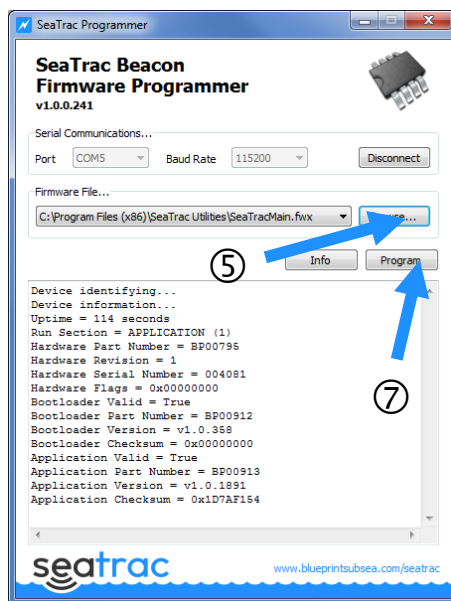 SeaTrac Programmer
SeaTrac Beacon
Firmware Programmer
v1.0.0.241
Serial Communications...
Port COM5 Baud Rate 115200 Disconnect
Firmware File...
C:\Program Files (x86)\SeaTrac Utilities\SeaTracMain.fwx
⑤ Info Program
Device identifying...
Device information...
Uptime = 114 seconds
Run Section = APPLICATION (1)
Hardware Part Number = BP00795
Hardware Revision = 1
Hardware Serial Number = 004081
Hardware Flags = 0x00000000
Bootloader Valid = True
⑦
Bootloader Part Number = BP00912
Bootloader Version = v1.0.358
Bootloader Checksum = 0x00000000
Application Valid = True
Application Part Number = BP00913
Application Version = v1.0.1891
Application Checksum = 0x1D7AF154
seatrac www.blueprintsubsea.com/seatrac